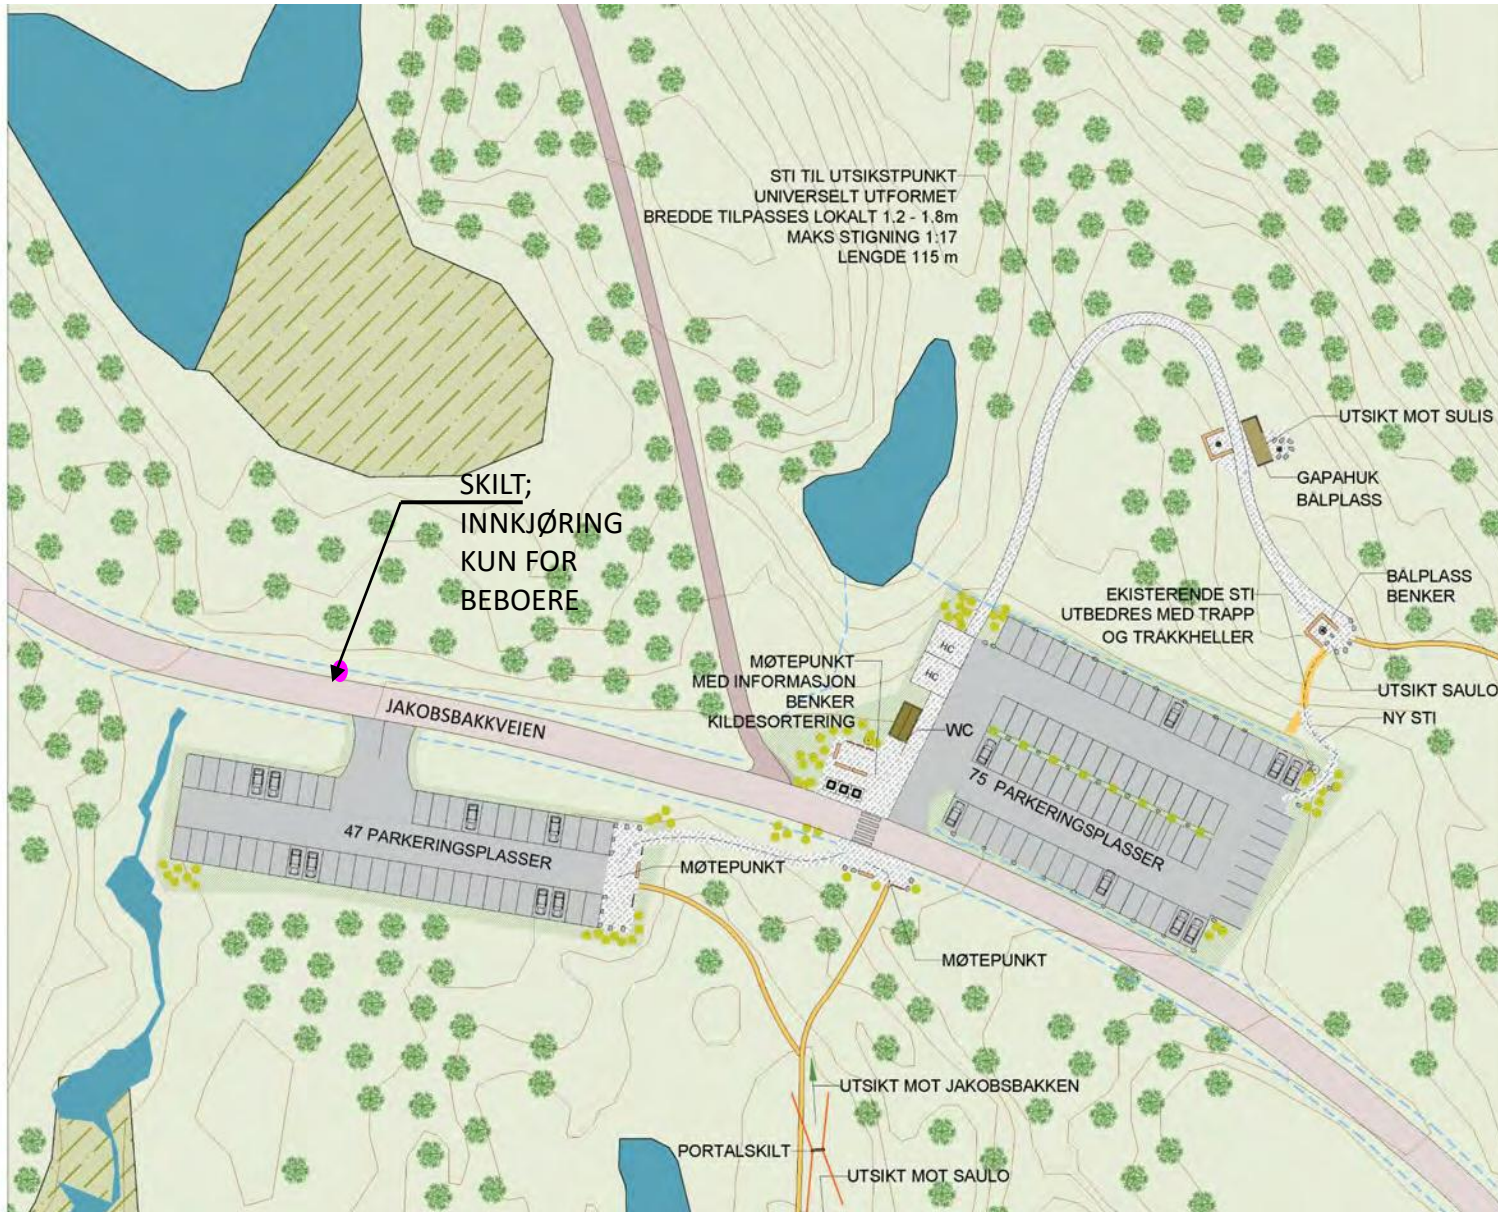 STI TIL UTSIKSTPUNKT
UNIVERSELT UTFORMET
BREDDE TILPASSES LOKALT 1.2 - 1.8m
MAKS STIGNING 1:17
LENGDE 115 m
UTSIKT MOT SULIS
GAPAHUK
BÅLPLASS
SKILT;
INNKJØRING
KUN FOR
BEBOERE
BÅLPLASS
BENKER
EKISTERENDE STI
UTBEDRES MED TRAPP
OG TRÅKKHELLER
HC
HC
MØTEPUNKT
MED INFORMASJON
BENKER
KILDESORTERING
UTSIKT SAULO
NY STI
WC
JAKOBSBAKKVEIEN
75 PARKERINGSPLASSER
47 PARKERINGSPLASSER
MØTEPUNKT
MØTEPUNKT
UTSIKT MOT JAKOBSBAKKEN
PORTALSKILT
UTSIKT MOT SAULO